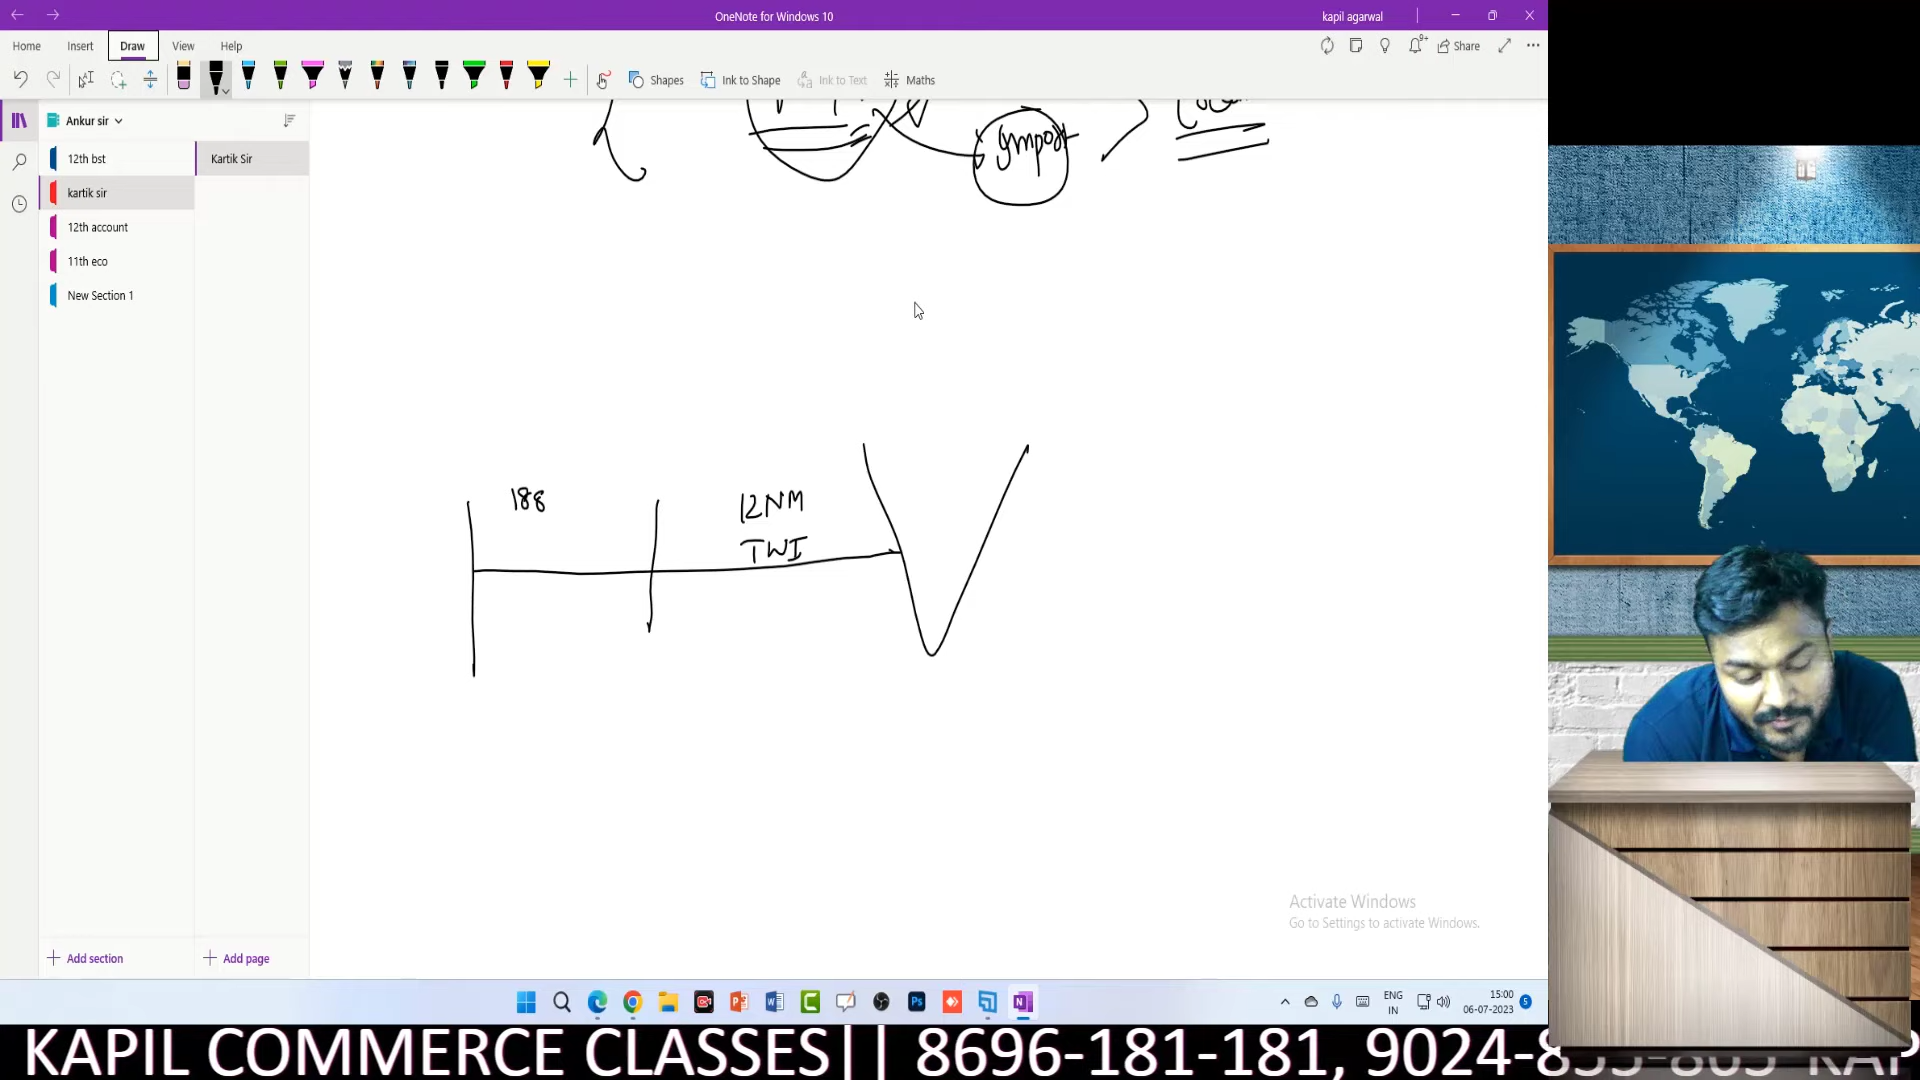 OneNote for Windows 10
kapil agarwal
Home Insert Draw View Help
9+ Share
Shapes Ink to Shape Ink to Text Maths
Ankur sir
12th bst
Kartik Sir
kartik sir
12th account
11th eco
New Section 1
188
12NM
TWI
Activate Windows
Go to Settings to activate Windows.
Add section
Add page
ENG
IN
15:00
06-07-2023
5
KAPIL COMMERCE CLASSES|| 8696-181-181, 9024-8